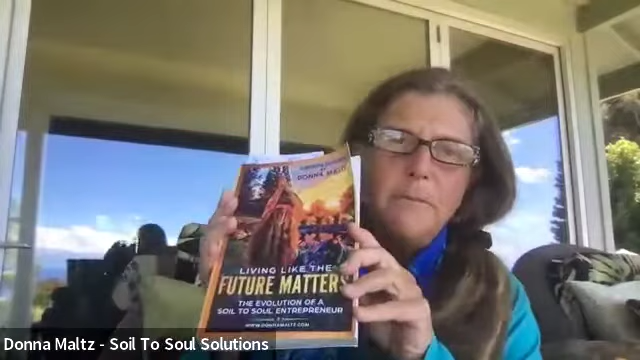 DONNA MALTZ
LIVING LIKE THE
FUTURE MATTERS
THE EVOLUTION OF A
SOIL TO SOUL ENTREPRENEUR
WWW.DONNAMALTZ.COM
Donna Maltz - Soil To Soul Solutions